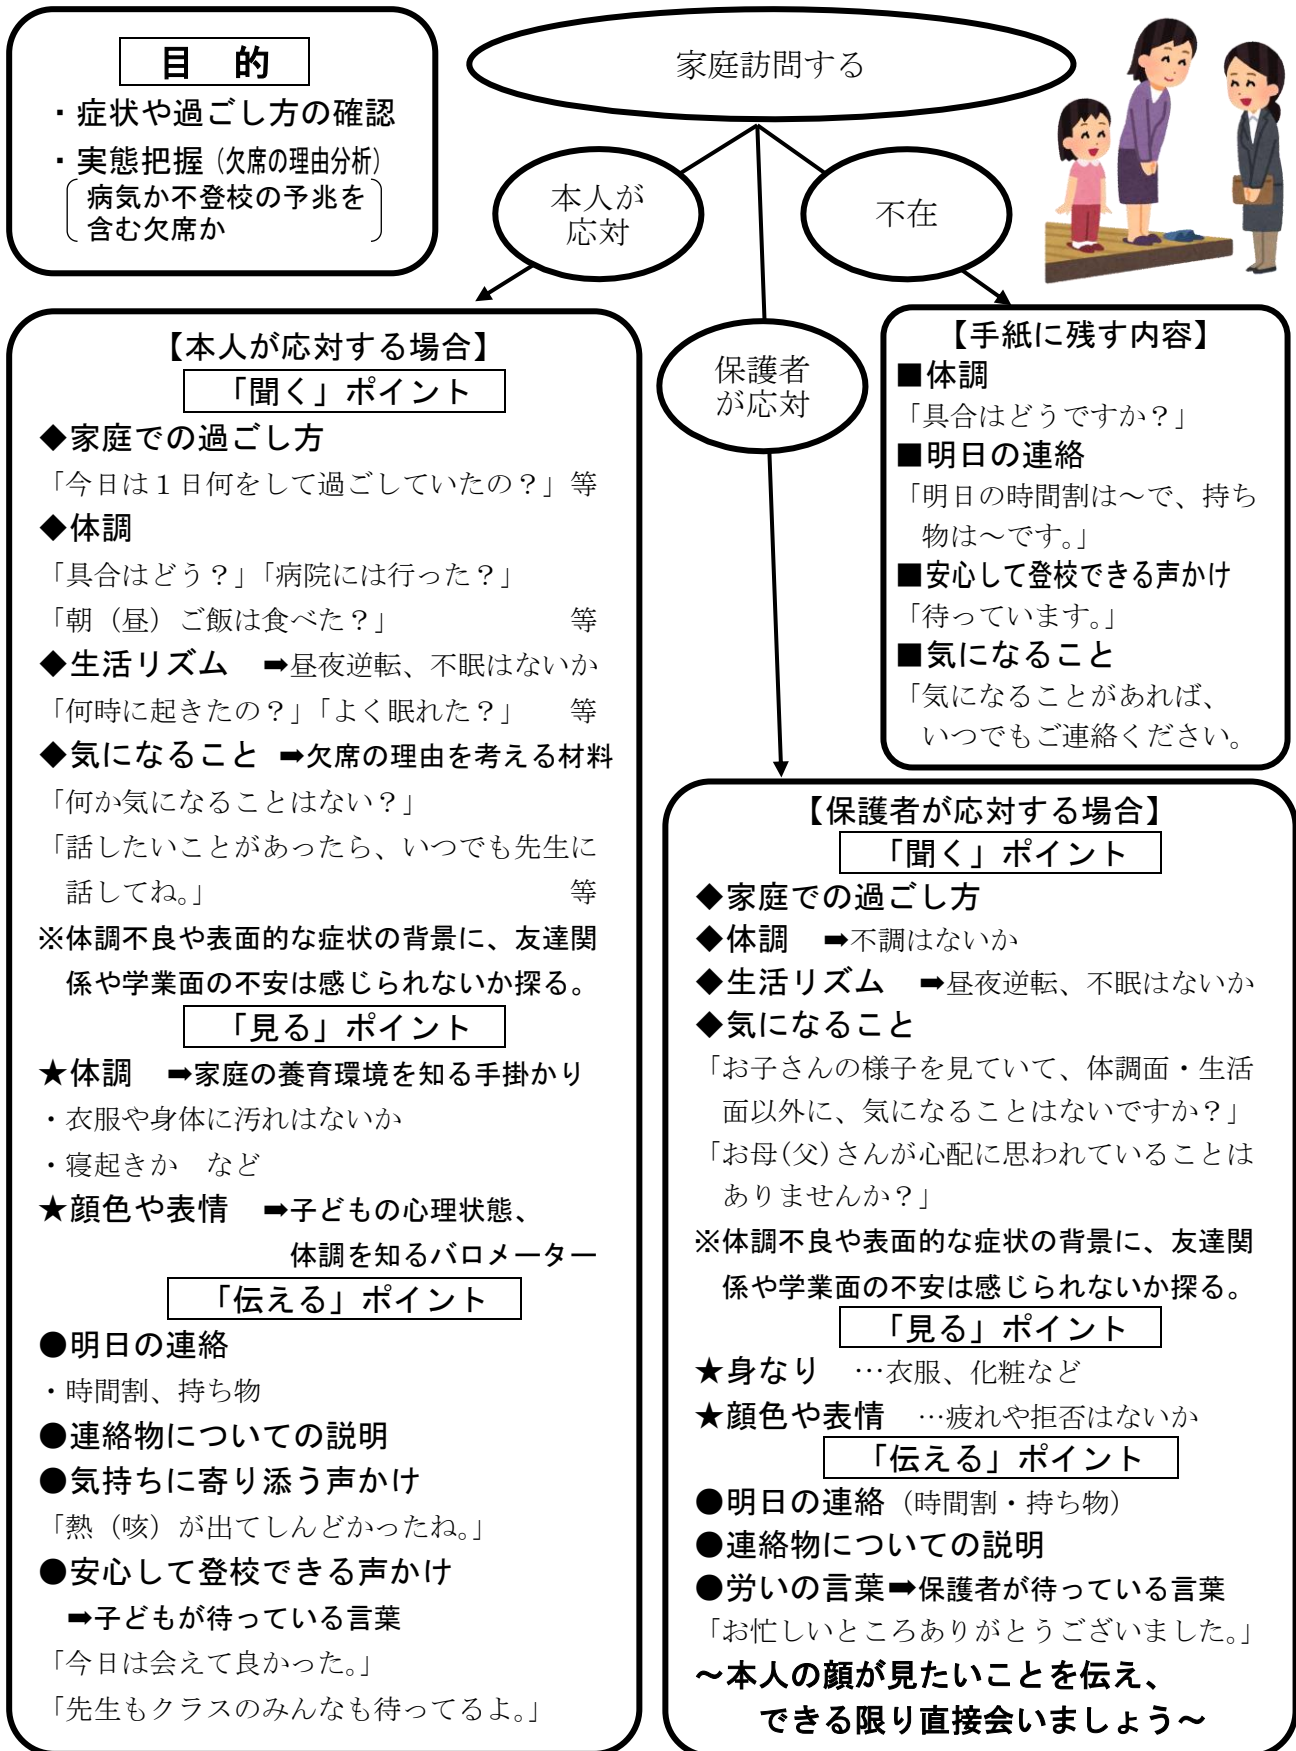 目　的
・症状や過ごし方の確認
・実態把握（欠席の理由分析）
病気か不登校の予兆を
含む欠席か
家庭訪問する
本人が
応対
不在
保護者
が応対
【本人が応対する場合】
「聞く」ポイント
◆家庭での過ごし方
「今日は１日何をして過ごしていたの？」等
◆体調
「具合はどう？」「病院には行った？」
「朝（昼）ご飯は食べた？」　等
◆生活リズム　➡昼夜逆転、不眠はないか
「何時に起きたの？」「よく眠れた？」　等
◆気になること　➡欠席の理由を考える材料
「何か気になることはない？」
「話したいことがあったら、いつでも先生に
話してね。」　等
※体調不良や表面的な症状の背景に、友達関
係や学業面の不安は感じられないか探る。
「見る」ポイント
★体調　➡家庭の養育環境を知る手掛かり
・衣服や身体に汚れはないか
・寝起きか　など
★顔色や表情　➡子どもの心理状態、
体調を知るバロメーター
「伝える」ポイント
●明日の連絡
・時間割、持ち物
●連絡物についての説明
●気持ちに寄り添う声かけ
「熱（咳）が出てしんどかったね。」
●安心して登校できる声かけ
➡子どもが待っている言葉
「今日は会えて良かった。」
「先生もクラスのみんなも待ってるよ。」
【手紙に残す内容】
■体調
「具合はどうですか？」
■明日の連絡
「明日の時間割は～で、持ち
物は～です。」
■安心して登校できる声かけ
「待っています。」
■気になること
「気になることがあれば、
いつでもご連絡ください。
【保護者が応対する場合】
「聞く」ポイント
◆家庭での過ごし方
◆体調　➡不調はないか
◆生活リズム　➡昼夜逆転、不眠はないか
◆気になること
「お子さんの様子を見ていて、体調面・生活
面以外に、気になることはないですか？」
「お母(父)さんが心配に思われていることは
ありませんか？」
※体調不良や表面的な症状の背景に、友達関
係や学業面の不安は感じられないか探る。
「見る」ポイント
★身なり　…衣服、化粧など
★顔色や表情　…疲れや拒否はないか
「伝える」ポイント
●明日の連絡（時間割・持ち物）
●連絡物についての説明
●労いの言葉➡保護者が待っている言葉
「お忙しいところありがとうございました。」
～本人の顔が見たいことを伝え、
できる限り直接会いましょう～